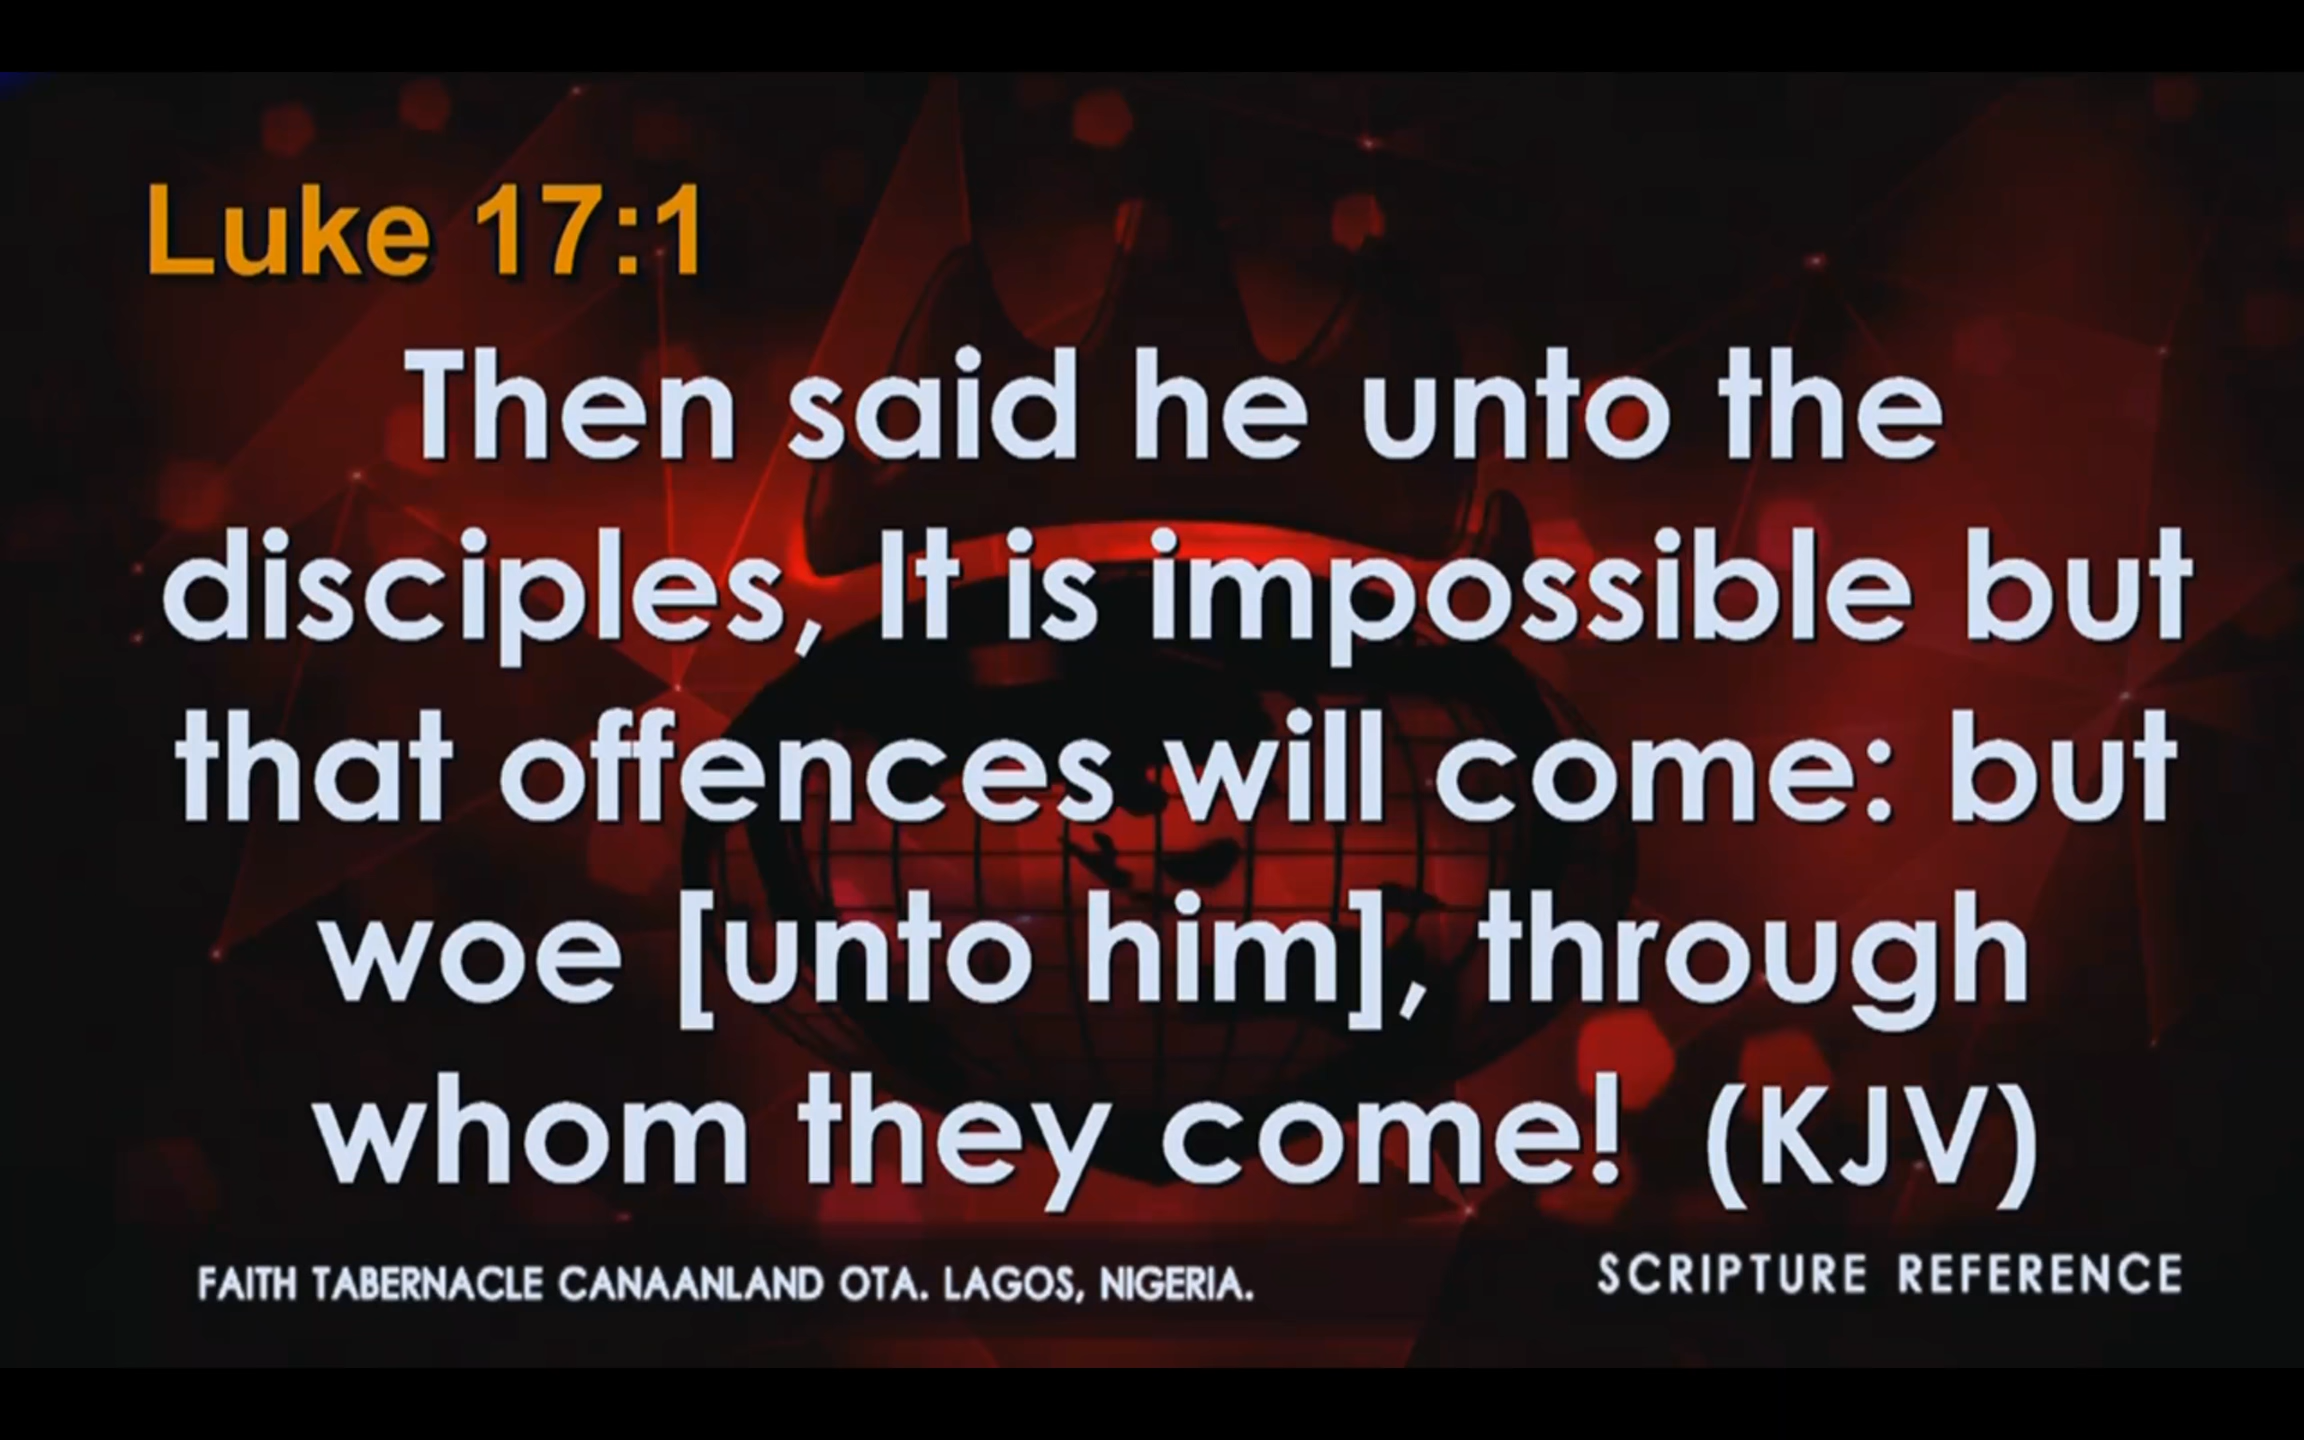 Luke 17:1
Then said he unto the
disciples, It is impossible but
that offences will come: but
woe [unto him], through
whom they come! (KJV)
FAITH TABERNACLE CANAANLAND OTA. LAGOS, NIGERIA.
SCRIPTURE REFERENCE